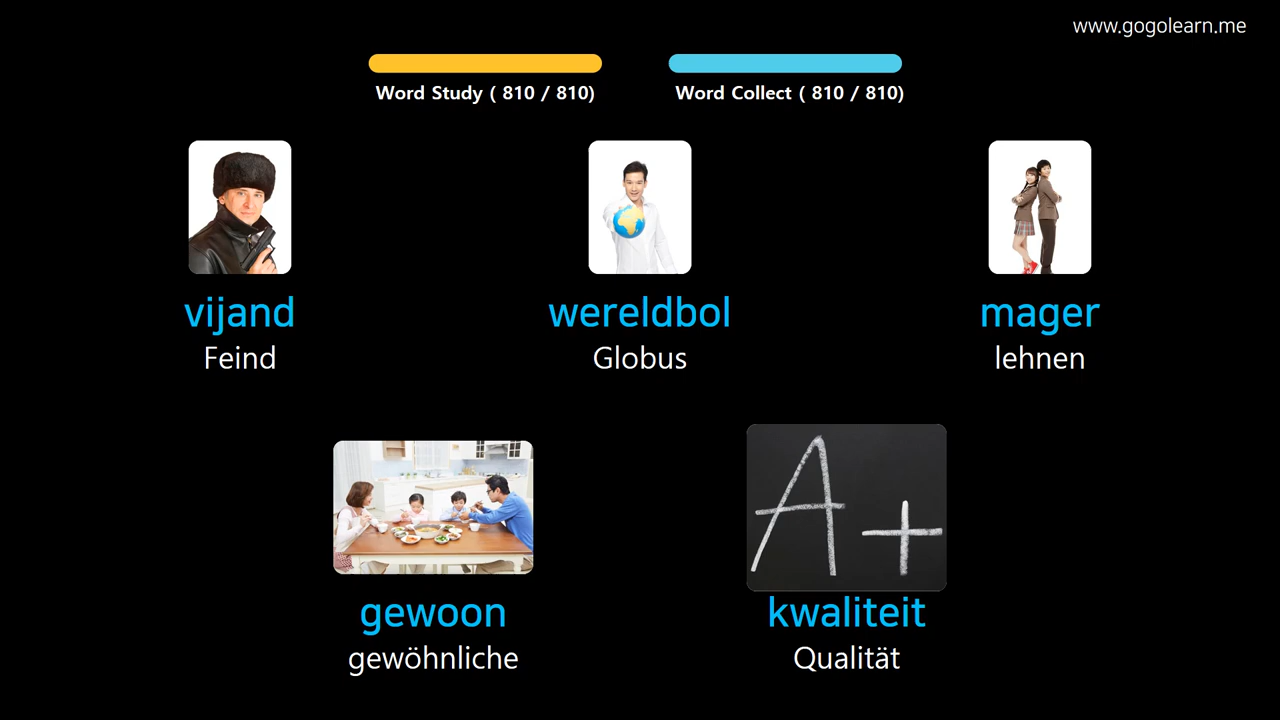 www.gogolearn.me
Word Study ( 810 / 810)
Word Collect ( 810 / 810)
vijand
Feind
wereldbol
Globus
mager
lehnen
gewoon
gewöhnliche
A+
kwaliteit
Qualität